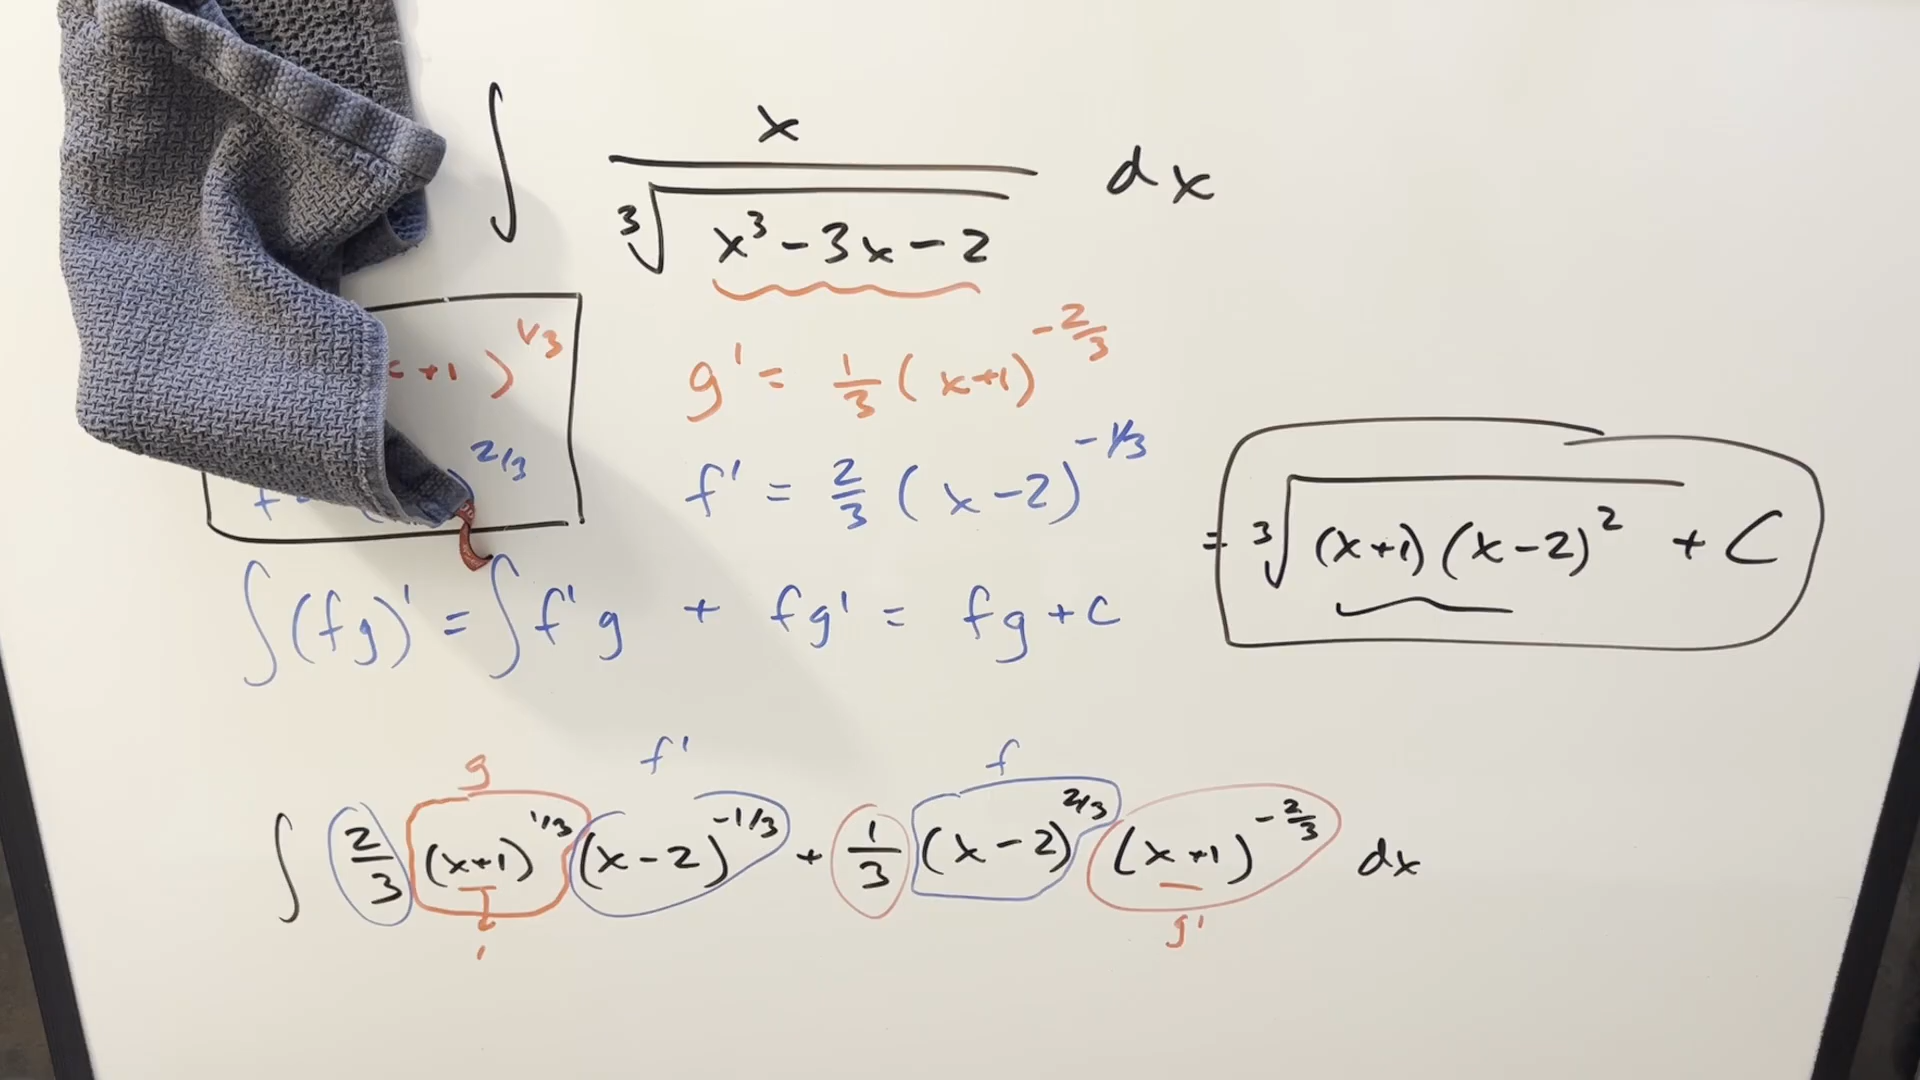 ∫ x / ∛(x³ - 3x - 2) dx
x+1 )^1/3
g' = 1/3 (x+1)^-2/3
)^2/3
f' = 2/3 (x-2)^-1/3
= ∛((x+1)(x-2)²) + C
∫(fg)' = ∫f'g + fg' = fg + C
g f' f
∫ 2/3 (x+1)^1/3 (x-2)^-1/3 + 1/3 (x-2)^2/3 (x+1)^-2/3 dx
g'